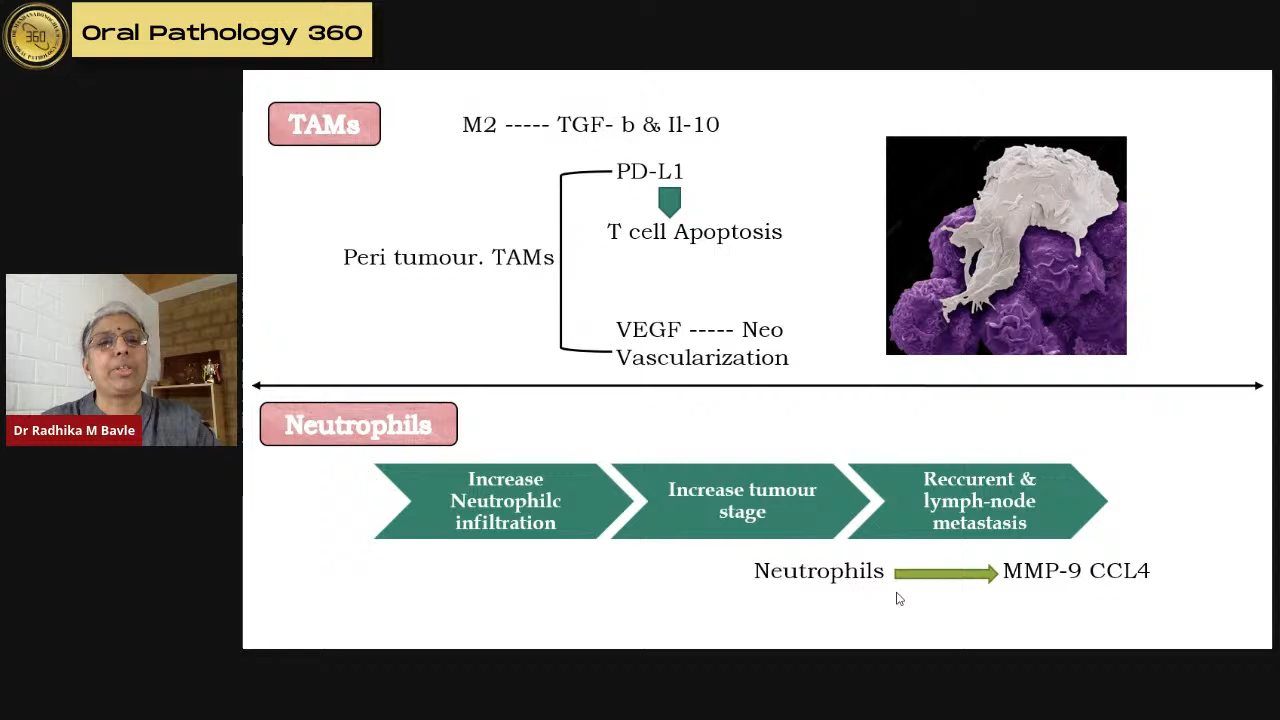 360
Oral Pathology 360
TAMs
M2 ----- TGF- b & Il-10
PD-L1
T cell Apoptosis
Peri tumour. TAMs
VEGF ----- Neo
Vascularization
Dr Radhika M Bavle
Neutrophils
Increase
Neutrophilc
infiltration
Increase tumour
stage
Reccurent &
lymph-node
metastasis
Neutrophils
MMP-9 CCL4